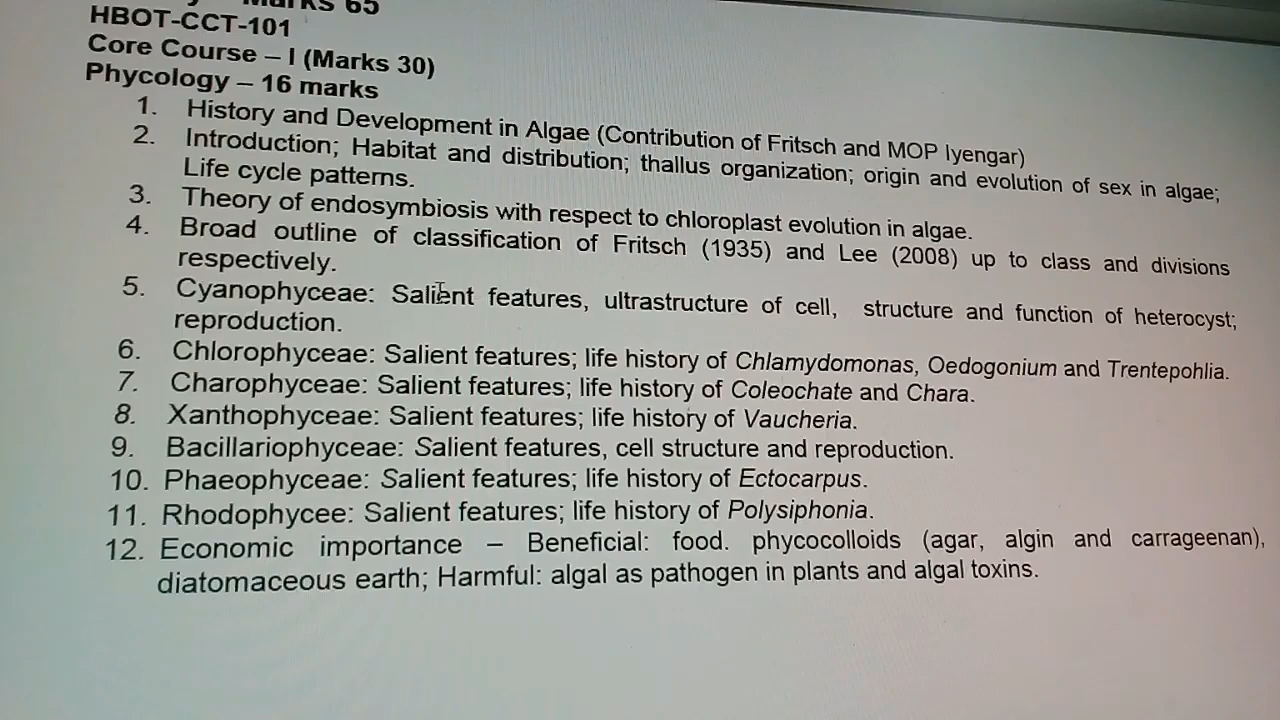 Marks 65
HBOT-CCT-101
Core Course – I (Marks 30)
Phycology – 16 marks
1. History and Development in Algae (Contribution of Fritsch and MOP Iyengar)
2. Introduction; Habitat and distribution; thallus organization; origin and evolution of sex in algae;
Life cycle patterns.
3. Theory of endosymbiosis with respect to chloroplast evolution in algae.
4. Broad outline of classification of Fritsch (1935) and Lee (2008) up to class and divisions
respectively.
5. Cyanophyceae: Salient features, ultrastructure of cell, structure and function of heterocyst;
reproduction.
6. Chlorophyceae: Salient features; life history of Chlamydomonas, Oedogonium and Trentepohlia.
7. Charophyceae: Salient features; life history of Coleochate and Chara.
8. Xanthophyceae: Salient features; life history of Vaucheria.
9. Bacillariophyceae: Salient features, cell structure and reproduction.
10. Phaeophyceae: Salient features; life history of Ectocarpus.
11. Rhodophycee: Salient features; life history of Polysiphonia.
12. Economic importance – Beneficial: food. phycocolloids (agar, algin and carrageenan),
diatomaceous earth; Harmful: algal as pathogen in plants and algal toxins.